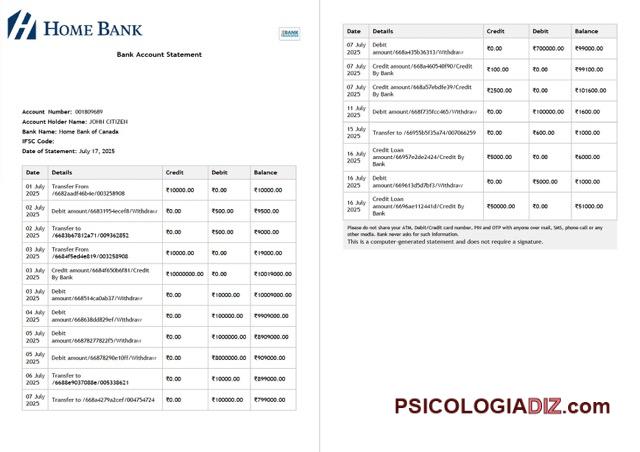 HOME BANK
Bank Account Statement
Account Number: 001809689
Account Holder Name: JOHN CITIZEN
Bank Name: Home Bank of Canada
IFSC Code:
Date of Statement: July 17, 2025
Date Details Credit Debit Balance
01 July Transfer From ₹10000.00 ₹0.00 ₹10000.00
2025 /6682aadf46b4e/003258908
02 July Debit amount/66831954ecef8/Withdraw ₹0.00 ₹500.00 ₹9500.00
2025
02 July Transfer to ₹0.00 ₹500.00 ₹9000.00
2025 /6683b67812a71/009362852
03 July Transfer From ₹10000.00 ₹0.00 ₹19000.00
2025 /6684f5ed4e819/003258908
03 July Credit amount/6684f650b6f81/Credit ₹10000000.00 ₹0.00 ₹10019000.00
2025 By Bank
03 July Debit ₹0.00 ₹10000.00 ₹10009000.00
2025 amount/668514ca0ab37/Withdraw
04 July Debit ₹0.00 ₹100000.00 ₹9909000.00
2025 amount/668638dd829ef/Withdraw
05 July Debit ₹0.00 ₹1000000.00 ₹8909000.00
2025 amount/66878277822f5/Withdraw
05 July Debit amount/66878290e10ff/Withdraw ₹0.00 ₹8000000.00 ₹909000.00
2025
06 July Transfer to ₹0.00 ₹10000.00 ₹899000.00
2025 /6688e9037088e/005338621
07 July Transfer to /668a4279a2cef/004754724 ₹0.00 ₹100000.00 ₹799000.00
2025
Date Details Credit Debit Balance
07 July Debit ₹0.00 ₹700000.00 ₹99000.00
2025 amount/668a435b36313/Withdraw
07 July Credit amount/668a460540f90/Credit ₹100.00 ₹0.00 ₹99100.00
2025 By Bank
07 July Credit amount/668a57ebdfe39/Credit ₹2500.00 ₹0.00 ₹101600.00
2025 By Bank
11 July Debit amount/668f735fcc465/Withdraw ₹0.00 ₹100000.00 ₹1600.00
2025
15 July Transfer to /66955b5f35a74/007066259 ₹0.00 ₹600.00 ₹1000.00
2025
16 July Credit Loan ₹5000.00 ₹0.00 ₹6000.00
2025 amount/66957e2de2424/Credit By
Bank
16 July Debit ₹0.00 ₹5000.00 ₹1000.00
2025 amount/669613d5d7bf3/Withdraw
16 July Credit Loan ₹50000.00 ₹0.00 ₹51000.00
2025 amount/6696ae112441d/Credit By
Bank
Please do not share your ATM, Debit/Credit card number, PIN and OTP with anyone over mail, SMS, phone call or any
other media. Bank never asks for such information.
This is a computer-generated statement and does not require a signature.
PSICOLOGIADIZ.com